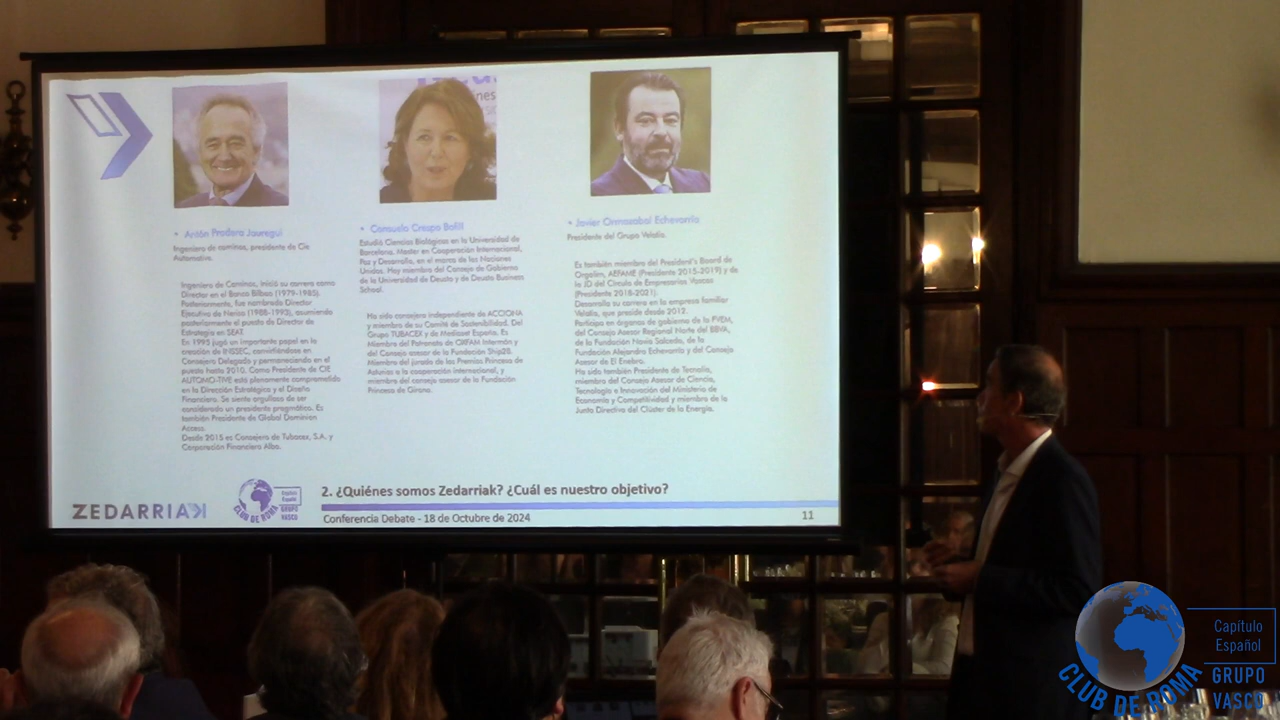 • Antón Pradera Jauregui
Ingeniero de caminos, presidente de Cie
Automotive.
Ingeniero de Caminos, inició su carrera como
Director en el Banco Bilbao (1979-1985).
Posteriormente, fue nombrado Director
Ejecutivo de Nerisa (1988-1993), asumiendo
posteriormente el puesto de Director de
Estrategia en SEAT.
En 1995 jugó un importante papel en la
creación de INSSEC, convirtiéndose en
Consejero Delegado y permaneciendo en el
puesto hasta 2010. Como Presidente de CIE
AUTOMO-TIVE está plenamente comprometido
en la Dirección Estratégica y el Diseño
Financiero. Se siente orgulloso de ser
considerado un presidente pragmático. Es
también Presidente de Global Dominion
Access.
Desde 2015 es Consejero de Tubacex, S.A. y
Corporación Financiera Alba.
nes
• Consuelo Crespo Bofill
Estudió Ciencias Biológicas en la Universidad de
Barcelona. Master en Cooperación Internacional,
Paz y Desarrollo, en el marco de las Naciones
Unidas. Hoy miembro del Consejo de Gobierno
de la Universidad de Deusto y de Deusto Business
School.
Ha sido consejera independiente de ACCIONA
y miembro de su Comité de Sostenibilidad. Del
Grupo TUBACEX y de Mediaset España. Es
Miembro del Patronato de OXFAM Intermón y
del Consejo asesor de la Fundación Ship2B.
Miembro del jurado de los Premios Princesa de
Asturias a la cooperación internacional, y
miembro del consejo asesor de la Fundación
Princesa de Girona.
• Javier Ormazabal Echevarria
Presidente del Grupo Velatia.
Es también miembro del President's Board de
Orgalim, AEFAME (Presidente 2015-2019) y de
la JD del Círculo de Empresarios Vascos
(Presidente 2018-2021).
Desarrolla su carrera en la empresa familiar
Velatia, que preside desde 2012.
Participa en órganos de gobierno de la FVEM,
del Consejo Asesor Regional Norte del BBVA,
de la Fundación Novia Salcedo, de la
Fundación Alejandro Echevarria y del Consejo
Asesor de El Enebro.
Ha sido también Presidente de Tecnalia,
miembro del Consejo Asesor de Ciencia,
Tecnología e Innovación del Ministerio de
Economía y Competitividad y miembro de la
Junta Directiva del Clúster de la Energía.
ZEDARRIAK
CLUB DE ROMA
Capítulo
Español
GRUPO
VASCO
2. ¿Quiénes somos Zedarriak? ¿Cuál es nuestro objetivo?
Conferencia Debate - 18 de Octubre de 2024
11
CLUB DE ROMA
Capítulo
Español
GRUPO
VASCO